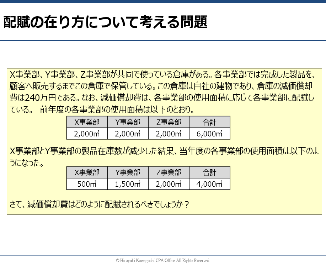 配賦の在り方について考える問題
X事業部、Y事業部、Z事業部が共同で使っている倉庫がある。各事業部では完成した製品を、
顧客へ販売するまでこの倉庫で保管している。この倉庫は自社の建物であり、倉庫の減価償却
費は240万円である。なお、減価償却費は、各事業部の使用面積に応じて各事業部に配賦し
ている。 前年度の各事業部の使用面積は以下のとおり。
X事業部 Y事業部 Z事業部 合計
2,000㎡ 2,000㎡ 2,000㎡ 6,000㎡
X事業部とY事業部の製品在庫数が減少した結果、当年度の各事業部の使用面積は以下のよ
うになった。
X事業部 Y事業部 Z事業部 合計
500㎡ 1,500㎡ 2,000㎡ 4,000㎡
さて、減価償却費はどのように配賦されるべきでしょうか?